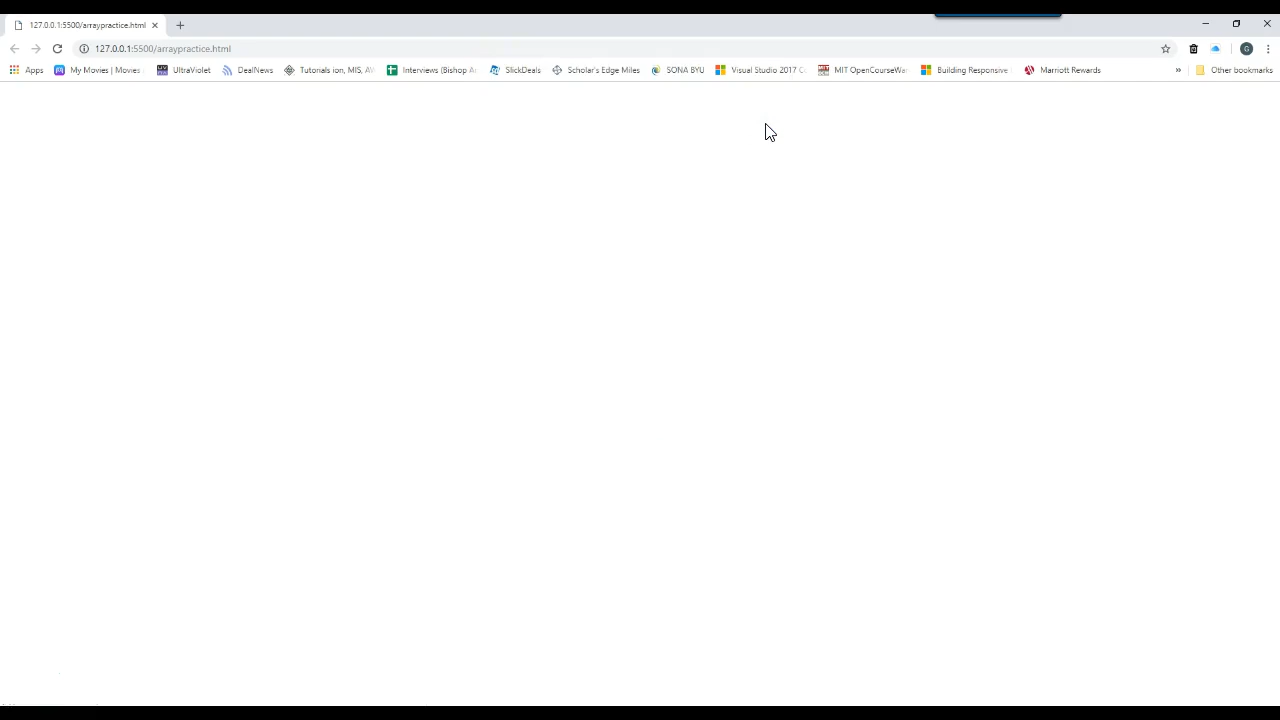 127.0.0.1:5500/arraypractice.html
127.0.0.1:5500/arraypractice.html
Apps My Movies | Movies UltraViolet DealNews Tutorials ion, MIS, AV Interviews (Bishop A SlickDeals Scholar's Edge Miles SONA BYU Visual Studio 2017 C MIT OpenCourseWar Building Responsive Marriott Rewards » Other bookmarks
G